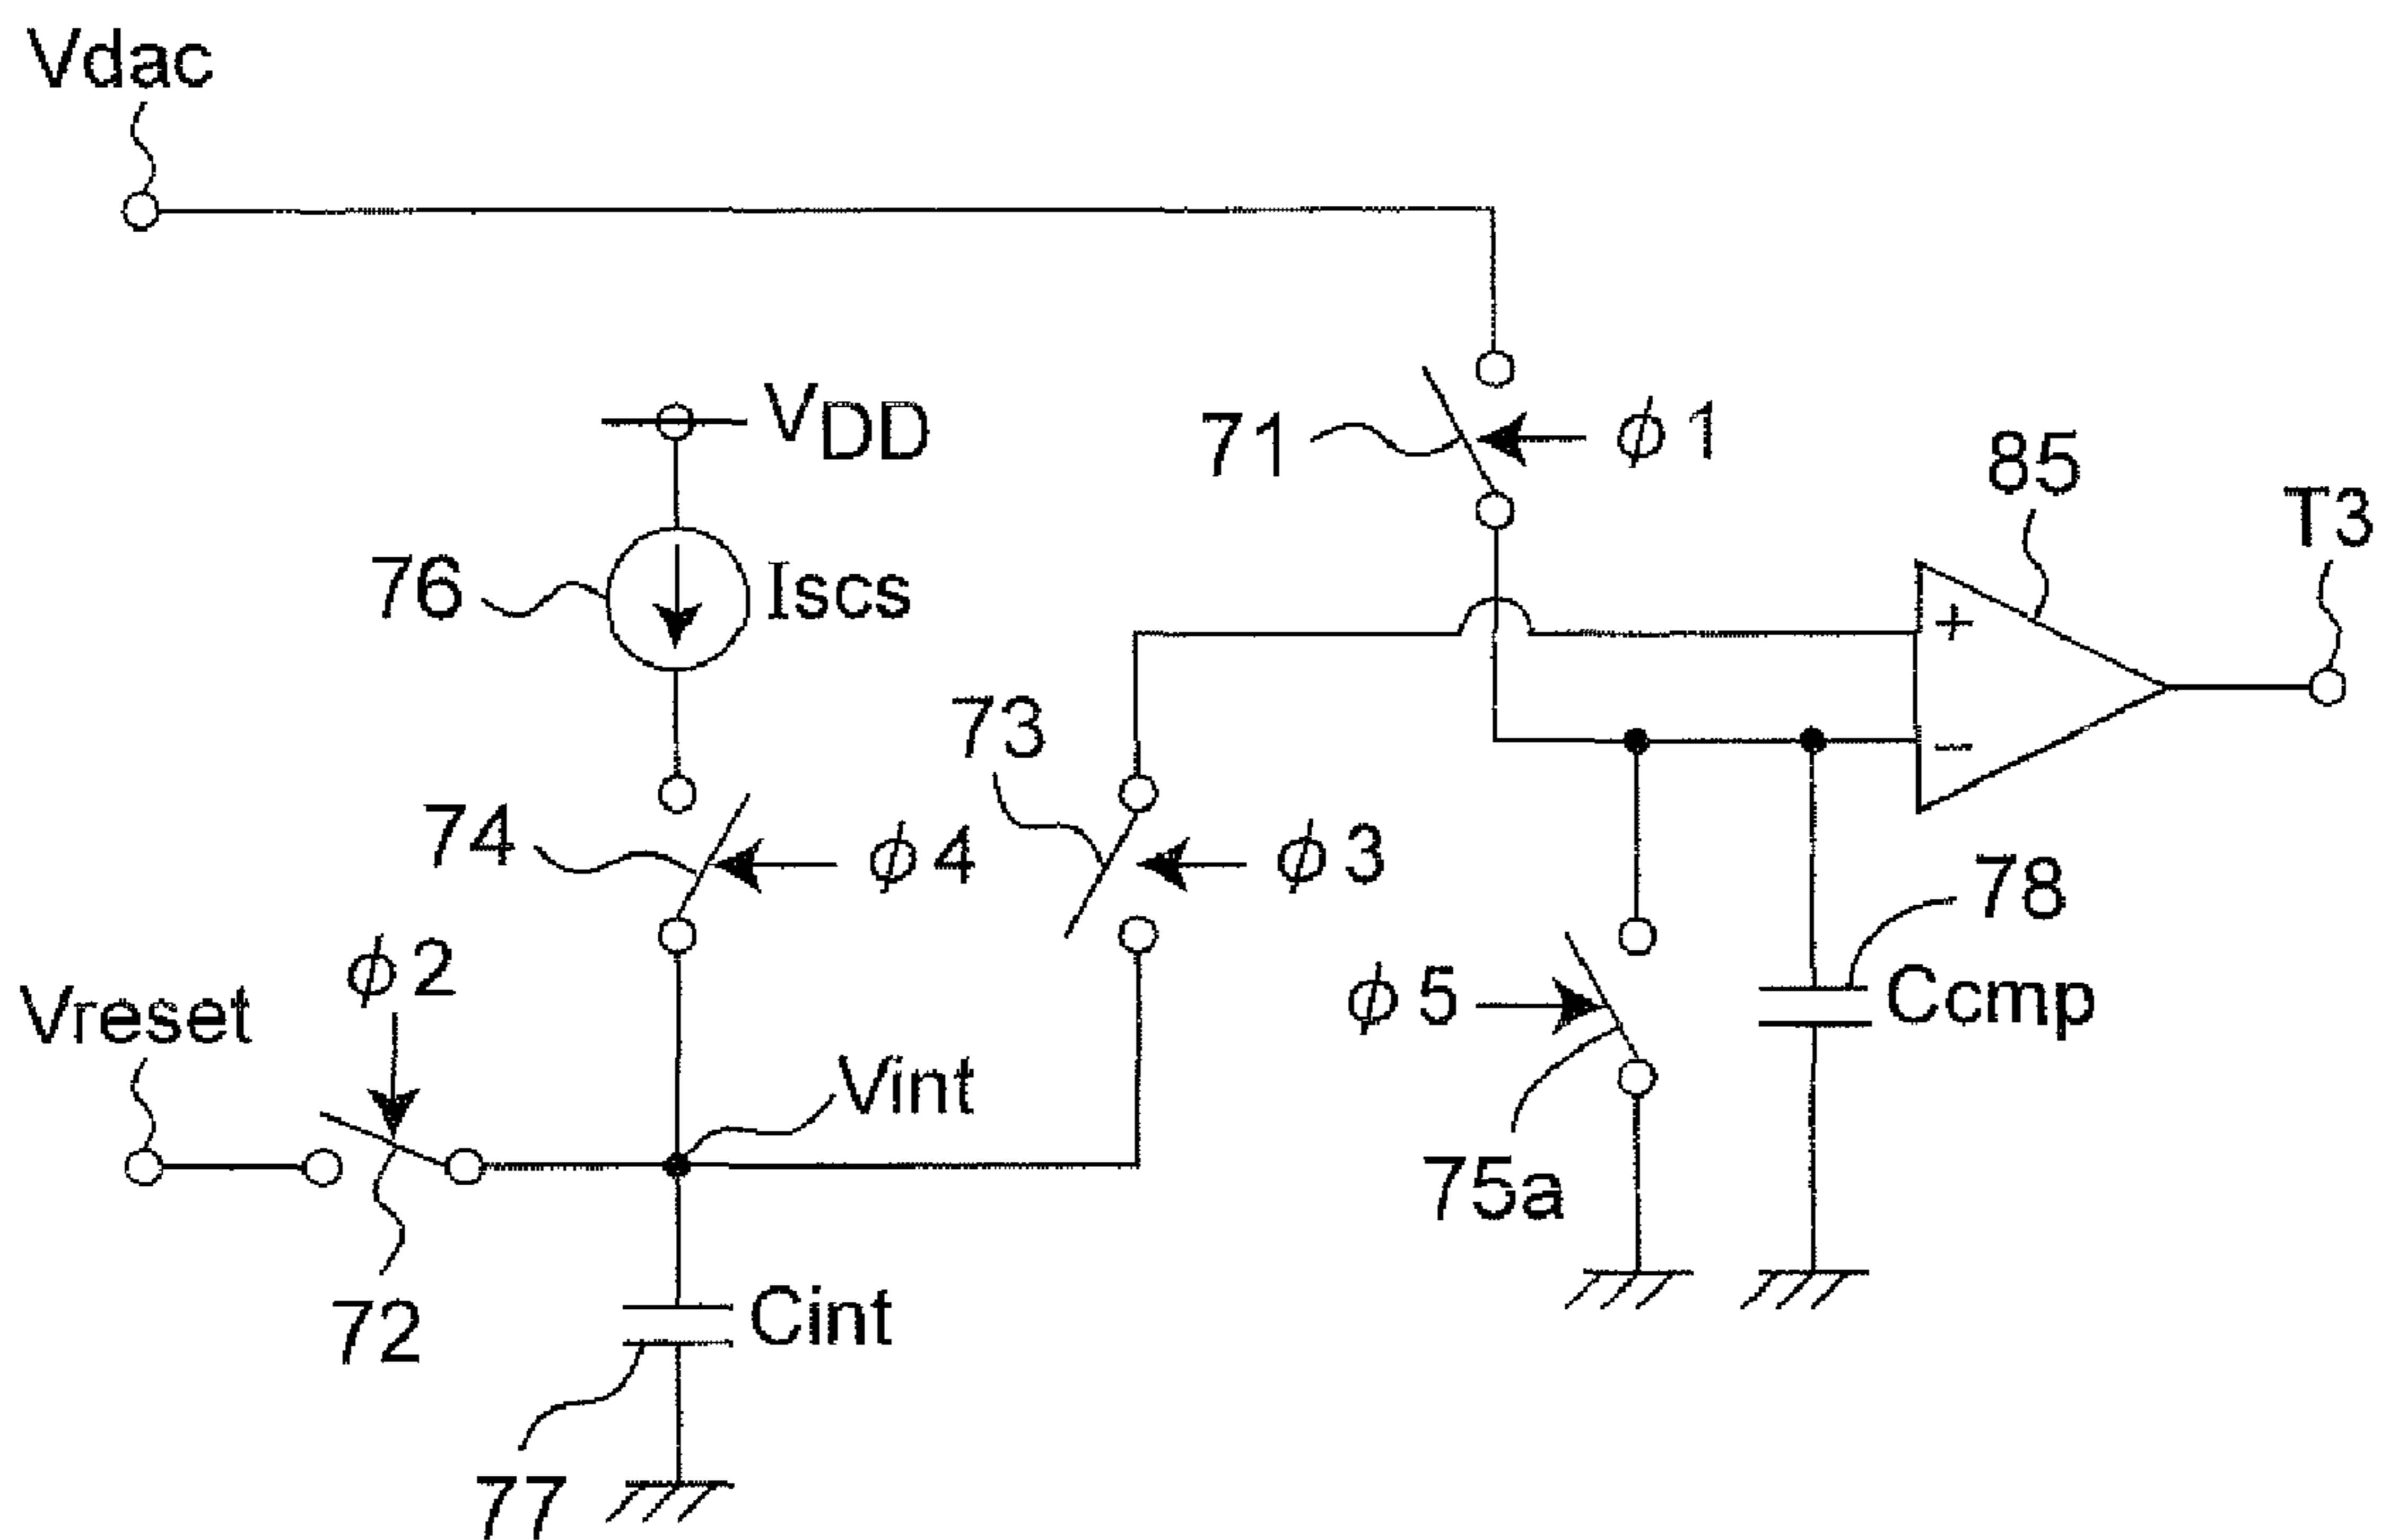 Vdac
VDD
71
ϕ1
85
T3
76
Iscs
+
73
−
74
ϕ4
ϕ3
78
ϕ2
Vreset
ϕ5
Ccmp
Vint
75a
72
Cint
77